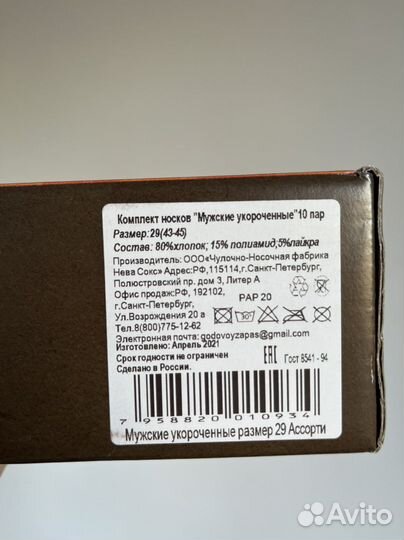 Комплект носков "Мужские укороченные"10 пар
Размер:29(43-45)
Состав: 80%хлопок; 15% полиамид;5%лайкра
Производитель: ООО«Чулочно-Носочная фабрика
Нева Сокс» Адрес:РФ,115114,г.Санкт-Петербург,
Полюстровский пр. дом 3, Литер А
Офис продаж:РФ, 192102,
г.Санкт-Петербург,
PAP 20
Ул.Возрождения 20 а
Тел.8(800)775-12-62
Электронная почта: godovoyzapas@gmail.com
Изготовлено: Апрель 2021
Срок годности не ограничен
Сделано в России.
EAC
Гост 8541 - 94
7 958820 010934
Мужские укороченные размер 29 Ассорти
Avito